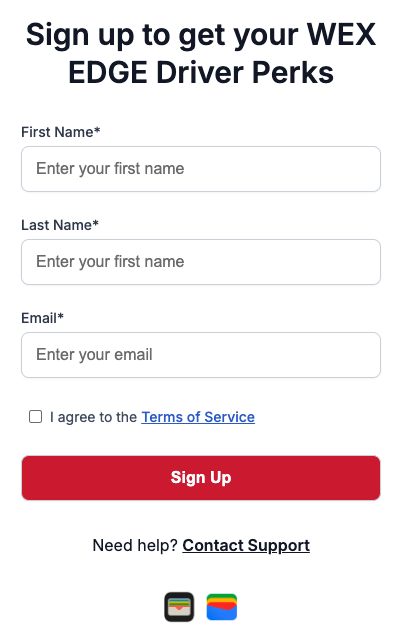 Sign up to get your WEX
EDGE Driver Perks
First Name*
Enter your first name
Last Name*
Enter your first name
Email*
Enter your email
I agree to the Terms of Service
Sign Up
Need help? Contact Support